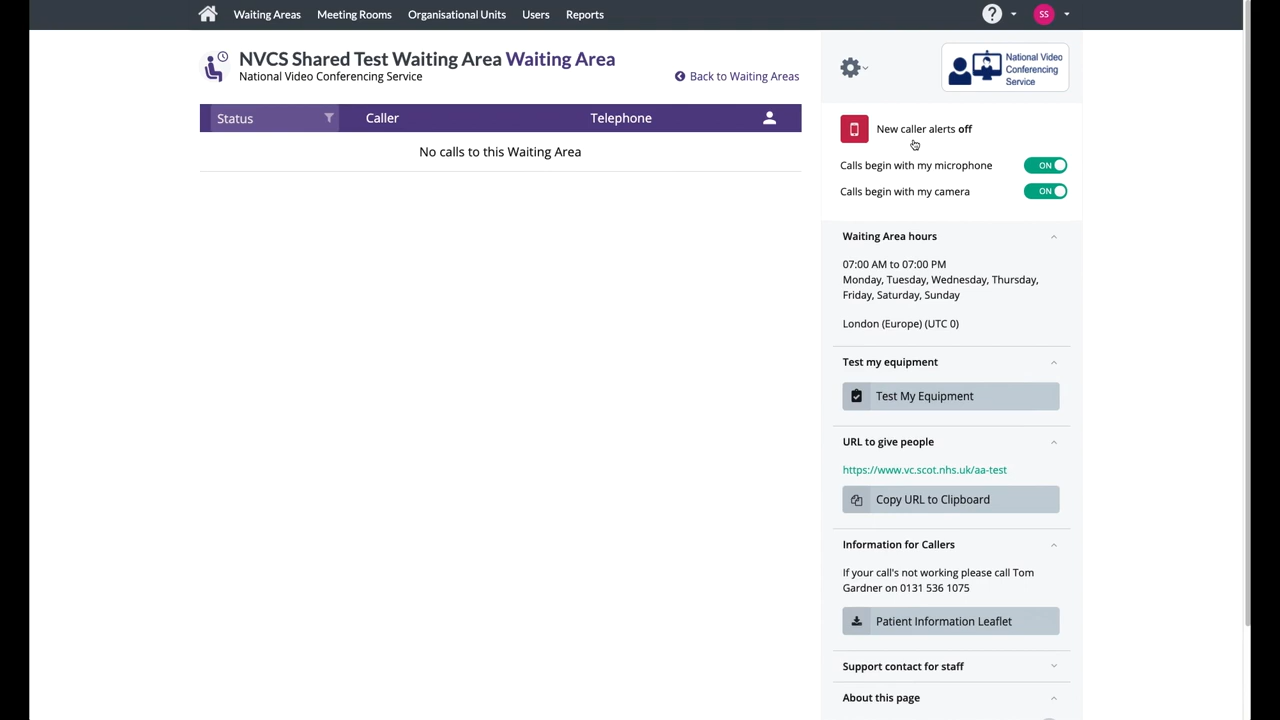 Waiting Areas
Meeting Rooms
Organisational Units
Users
Reports
?
SS
NVCS Shared Test Waiting Area Waiting Area
National Video Conferencing Service
Back to Waiting Areas
National Video
Conferencing
Service
Status
Caller
Telephone
No calls to this Waiting Area
New caller alerts off
Calls begin with my microphone
ON
Calls begin with my camera
ON
Waiting Area hours
07:00 AM to 07:00 PM
Monday, Tuesday, Wednesday, Thursday,
Friday, Saturday, Sunday
London (Europe) (UTC 0)
Test my equipment
Test My Equipment
URL to give people
https://www.vc.scot.nhs.uk/aa-test
Copy URL to Clipboard
Information for Callers
If your call's not working please call Tom
Gardner on 0131 536 1075
Patient Information Leaflet
Support contact for staff
About this page